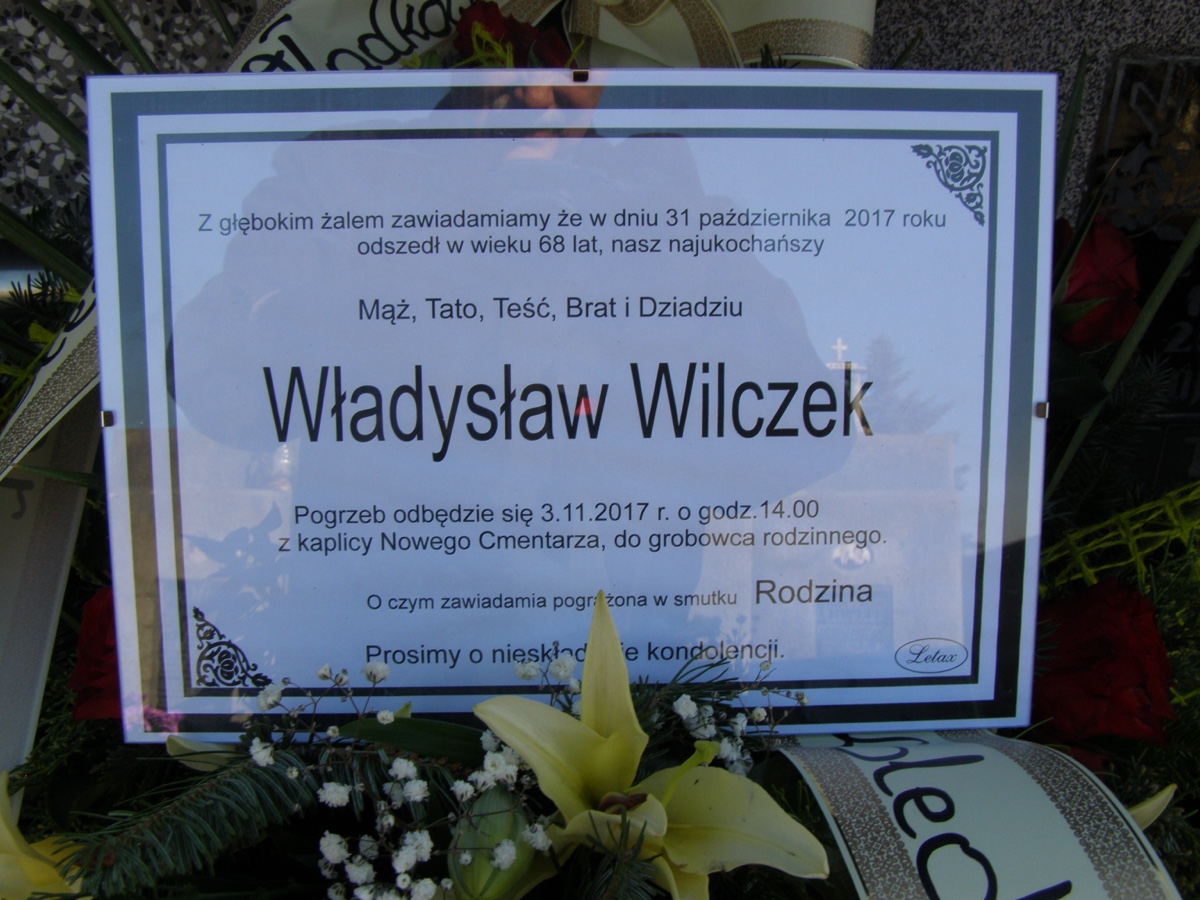 Z głębokim żalem zawiadamiamy że w dniu 31 października 2017 roku
odszedł w wieku 68 lat, nasz najukochańszy
Mąż, Tato, Teść, Brat i Dziadziu
Władysław Wilczek
Pogrzeb odbędzie się 3.11.2017 r. o godz.14.00
z kaplicy Nowego Cmentarza, do grobowca rodzinnego.
O czym zawiadamia pogrążona w smutku Rodzina
Prosimy o nieskładanie kondolencji.
Letax